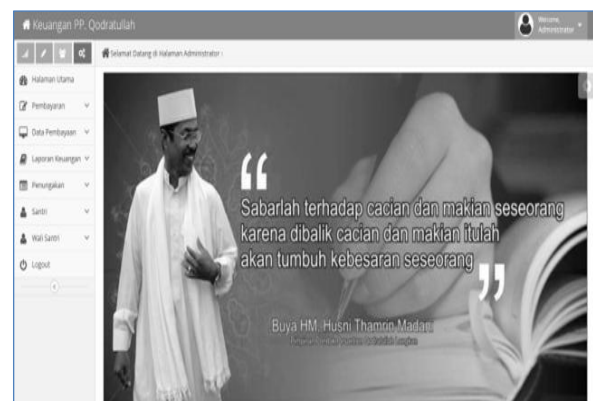 Keuangan PP. Qodratullah
Welcome,
Administrator
Selamat Datang di Halaman Administrator :
Halaman Utama
Pembayaran
Data Pembayaan
Laporan Keuangan
Penungakan
Santri
Wali Santri
Logout
“
Sabarlah terhadap cacian dan makian seseorang
karena dibalik cacian dan makian itulah
akan tumbuh kebesaran seseorang
”
Buya HM. Husni Thamrin Madani